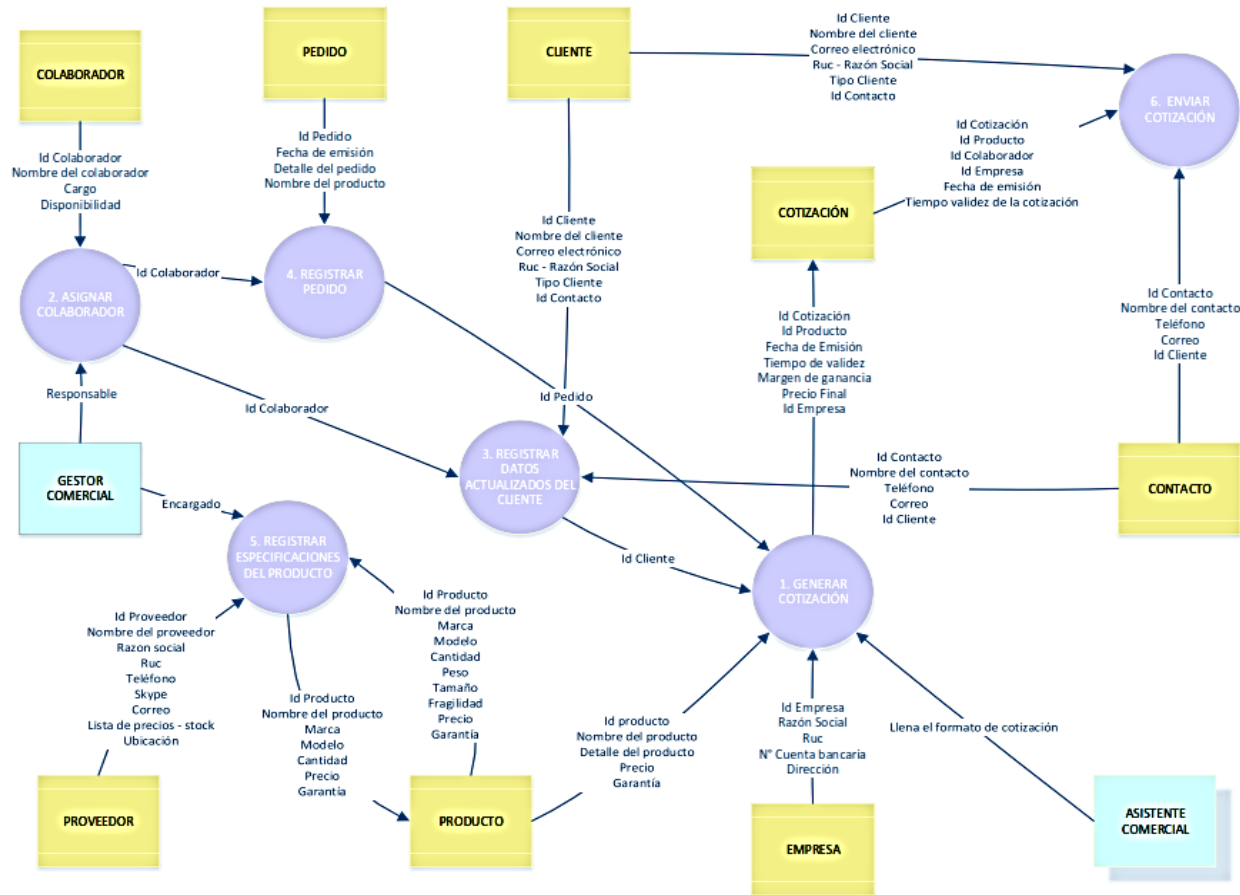 COLABORADOR
PEDIDO
CLIENTE
Id Cliente
Nombre del cliente
Correo electrónico
Ruc - Razón Social
Tipo Cliente
Id Contacto
6. ENVIAR
COTIZACIÓN
Id Colaborador
Nombre del colaborador
Cargo
Disponibilidad
Id Pedido
Fecha de emisión
Detalle del pedido
Nombre del producto
Id Cotización
Id Producto
Id Colaborador
Id Empresa
Fecha de emisión
Tiempo validez de la cotización
COTIZACIÓN
Id Cliente
Nombre del cliente
Correo electrónico
Ruc - Razón Social
Tipo Cliente
Id Contacto
2. ASIGNAR
COLABORADOR
Id Colaborador
4. REGISTRAR
PEDIDO
Id Cotización
Id Producto
Fecha de Emisión
Tiempo de validez
Margen de ganancia
Precio Final
Id Empresa
Id Contacto
Nombre del contacto
Teléfono
Correo
Id Cliente
Responsable
Id Colaborador
Id Pedido
GESTOR
COMERCIAL
3. REGISTRAR
DATOS
ACTUALIZADOS DEL
CLIENTE
Id Contacto
Nombre del contacto
Teléfono
Correo
Id Cliente
CONTACTO
Encargado
5. REGISTRAR
ESPECIFICACIONES
DEL PRODUCTO
Id Cliente
1. GENERAR
COTIZACIÓN
Id Proveedor
Nombre del proveedor
Razon social
Ruc
Teléfono
Skype
Correo
Lista de precios - stock
Ubicación
Id Producto
Nombre del producto
Marca
Modelo
Cantidad
Precio
Garantía
Id Producto
Nombre del producto
Marca
Modelo
Cantidad
Peso
Tamaño
Fragilidad
Precio
Garantía
Id producto
Nombre del producto
Detalle del producto
Precio
Garantía
Id Empresa
Razón Social
Ruc
N° Cuenta bancaria
Dirección
Llena el formato de cotización
PROVEEDOR
PRODUCTO
EMPRESA
ASISTENTE
COMERCIAL